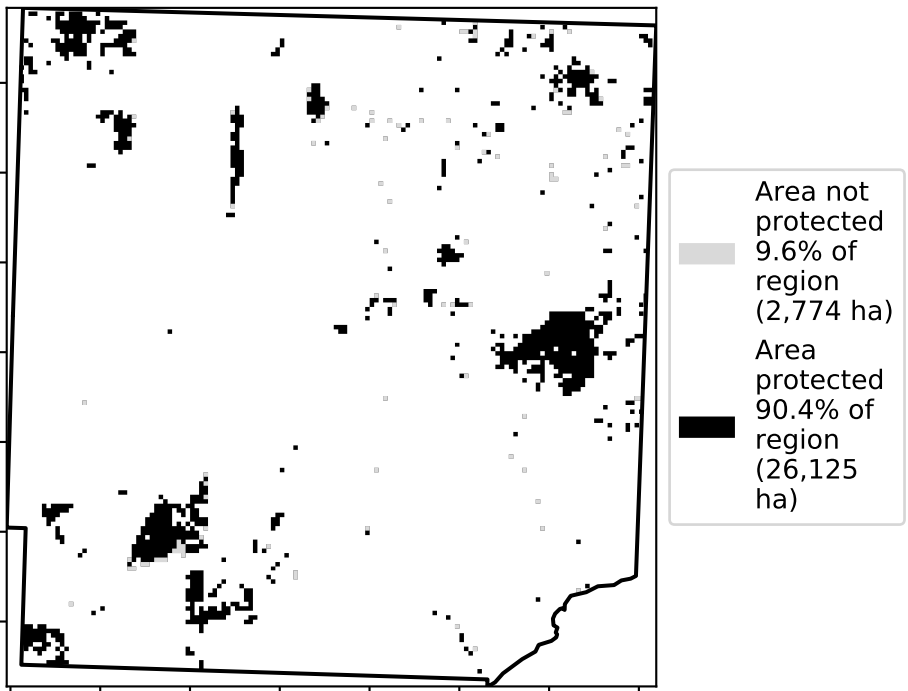 Area not
protected
9.6% of
region
(2,774 ha)
Area
protected
90.4% of
region
(26,125
ha)